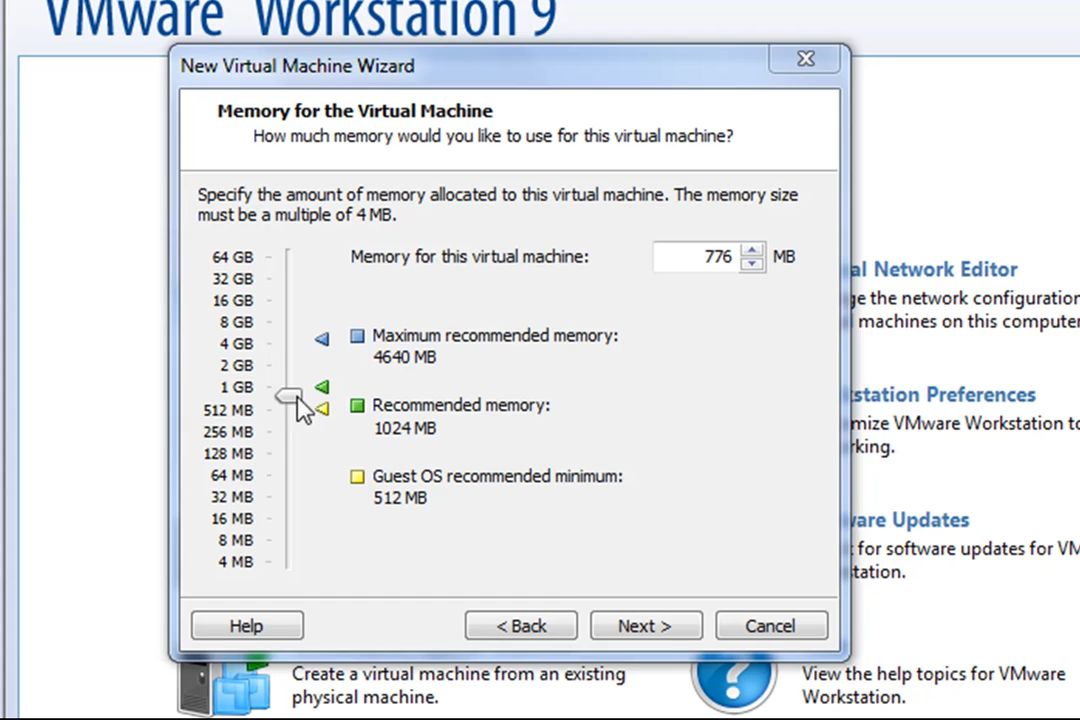 VMware Workstation 9
New Virtual Machine Wizard
Memory for the Virtual Machine
How much memory would you like to use for this virtual machine?
Specify the amount of memory allocated to this virtual machine. The memory size
must be a multiple of 4 MB.
64 GB
32 GB
16 GB
8 GB
4 GB
2 GB
1 GB
512 MB
256 MB
128 MB
64 MB
32 MB
16 MB
8 MB
4 MB
Memory for this virtual machine: 776 MB
Maximum recommended memory:
4640 MB
Recommended memory:
1024 MB
Guest OS recommended minimum:
512 MB
Help < Back Next > Cancel
al Network Editor
ge the network configuration
machines on this computer
kstation Preferences
mize VMware Workstation to
rking.
ware Updates
for software updates for VM
station.
Create a virtual machine from an existing
physical machine.
View the help topics for VMware
Workstation.